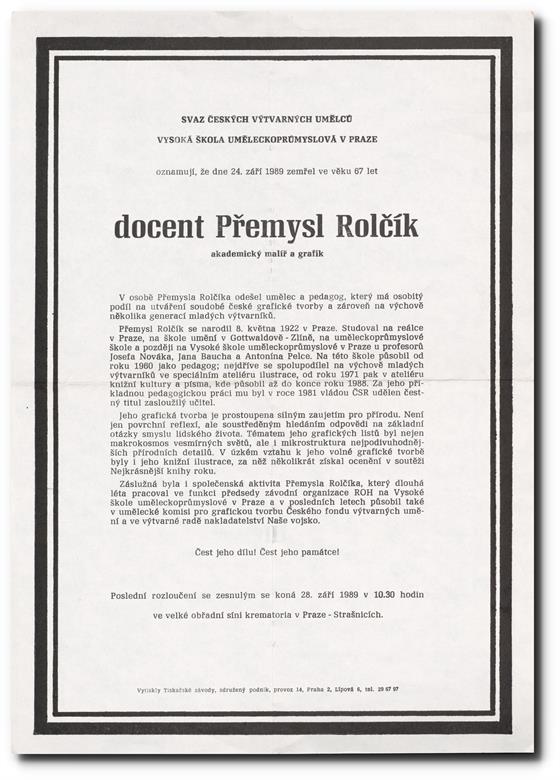 SVAZ ČESKÝCH VÝTVARNÝCH UMĚLCŮ
VYSOKÁ ŠKOLA UMĚLECKOPRŮMYSLOVÁ V PRAZE
oznamují, že dne 24. září 1989 zemřel ve věku 67 let
docent Přemysl Rolčík
akademický malíř a grafik
V osobě Přemysla Rolčíka odešel umělec a pedagog, který má osobitý
podíl na utváření soudobé české grafické tvorby a zároveň na výchově
několika generací mladých výtvarníků.
Přemysl Rolčík se narodil 8. května 1922 v Praze. Studoval na reálce
v Praze, na škole umění v Gottwaldově - Zlíně, na uměleckoprůmyslové
škole a později na Vysoké škole uměleckoprůmyslové v Praze u profesorů
Josefa Nováka, Jana Baucha a Antonína Pelce. Na této škole působil od
roku 1960 jako pedagog; nejdříve se spolupodílel na výchově mladých
výtvarníků ve speciálním ateliéru ilustrace, od roku 1971 pak v ateliéru
knižní kultury a písma, kde působil až do konce roku 1988. Za jeho pří-
kladnou pedagogickou práci mu byl v roce 1981 vládou ČSR udělen čest-
ný titul zasloužilý učitel.
Jeho grafická tvorba je prostoupena silným zaujetím pro přírodu. Není
jen povrchní reflexí, ale soustředěným hledáním odpovědi na základní
otázky smyslu lidského života. Tématem jeho grafických listů byl nejen
makrokosmos vesmírných světů, ale i mikrostruktura nejpodivuhodněj-
ších přírodních detailů. V úzkém vztahu k jeho volné grafické tvorbě
byly i jeho knižní ilustrace, za něž několikrát získal ocenění v soutěži
Nejkrásnější knihy roku.
Záslužná byla i společenská aktivita Přemysla Rolčíka, který dlouhá
léta pracoval ve funkci předsedy závodní organizace ROH na Vysoké
škole uměleckoprůmyslové v Praze a v posledních letech působil také
v umělecké komisi pro grafickou tvorbu Českého fondu výtvarných umě-
ní a ve výtvarné radě nakladatelství Naše vojsko.
Čest jeho dílu! Čest jeho památce!
Poslední rozloučení se zesnulým se koná 28. září 1989 v 10.30 hodin
ve velké obřadní síni krematoria v Praze - Strašnicích.
Vytiskly Tiskařské závody, sdružený podnik, provoz 14, Praha 2, Lípová 6, tel. 29 67 97